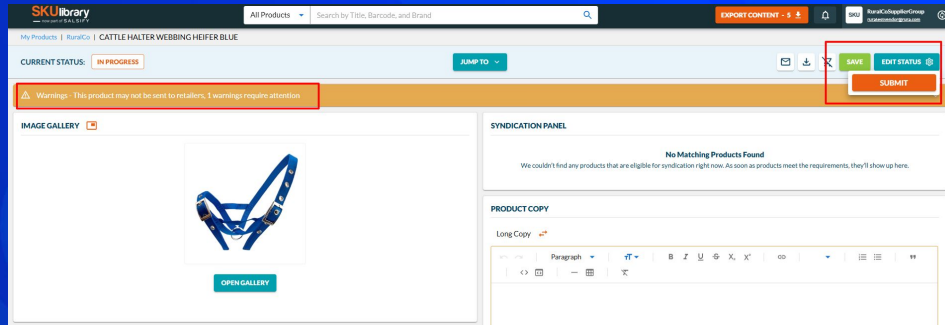 SKUlibrary
now part of SALSIFY
All Products
Search by Title, Barcode, and Brand
EXPORT CONTENT - 5
SKU
RuralCoSupplierGroup
My Products | RuralCo | CATTLE HALTER WEBBING HEIFER BLUE
CURRENT STATUS: IN PROGRESS
JUMP TO
SAVE
EDIT STATUS
SUBMIT
Warnings - This product may not be sent to retailers, 1 warnings require attention
IMAGE GALLERY
OPEN GALLERY
SYNDICATION PANEL
No Matching Products Found
We couldn't find any products that are eligible for syndication right now. As soon as products meet the requirements, they'll show up here.
PRODUCT COPY
Long Copy
Paragraph